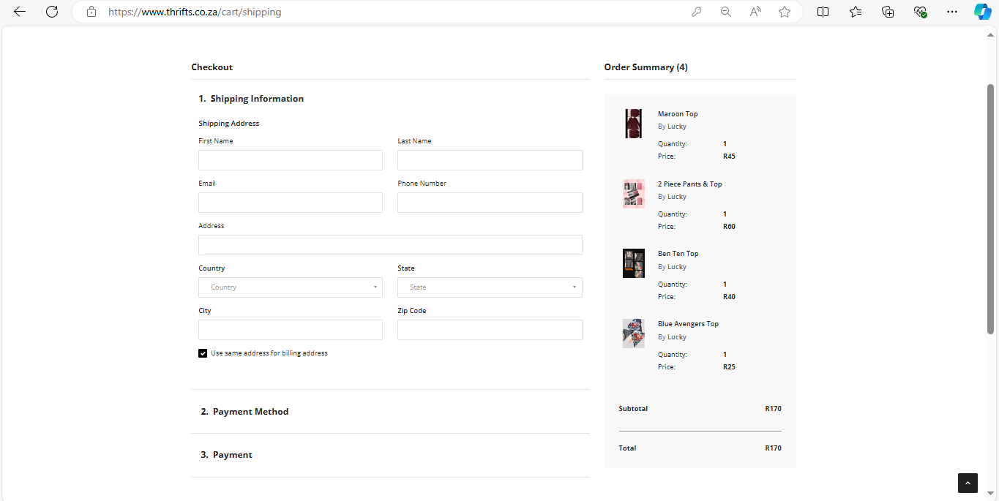 https://www.thrifts.co.za/cart/shipping
Checkout
1. Shipping Information
Shipping Address
First Name
Last Name
Email
Phone Number
Address
Country
State
Country
State
City
Zip Code
Use same address for billing address
2. Payment Method
3. Payment
Order Summary (4)
Maroon Top
By Lucky
Quantity: 1
Price: R45
2 Piece Pants & Top
By Lucky
Quantity: 1
Price: R60
Ben Ten Top
By Lucky
Quantity: 1
Price: R40
Blue Avengers Top
By Lucky
Quantity: 1
Price: R25
Subtotal R170
Total R170